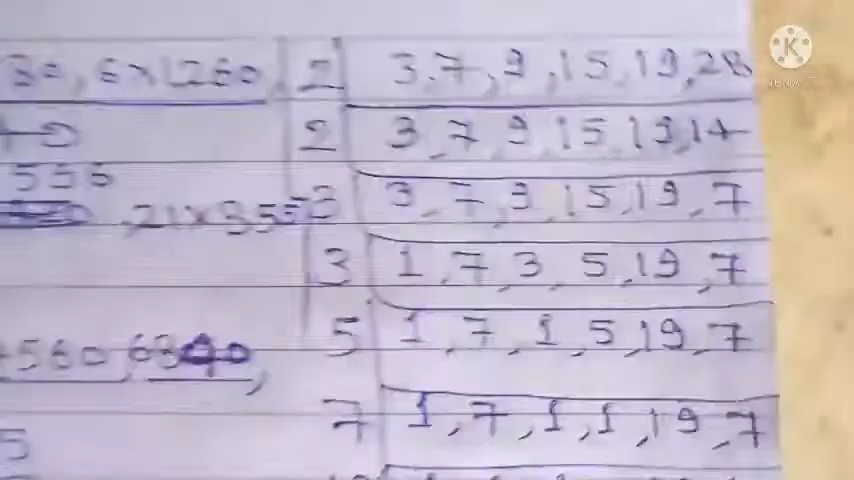 30, 6×1260
556
, 21×355
4560, 6840,
5
2 3, 7, 9, 15, 19, 28
2 3, 7, 9, 15, 19, 14
3 3, 7, 9, 15, 19, 7
3 1, 7, 3, 5, 19, 7
5 1, 7, 1, 5, 19, 7
7 1, 7, 1, 1, 19, 7
K